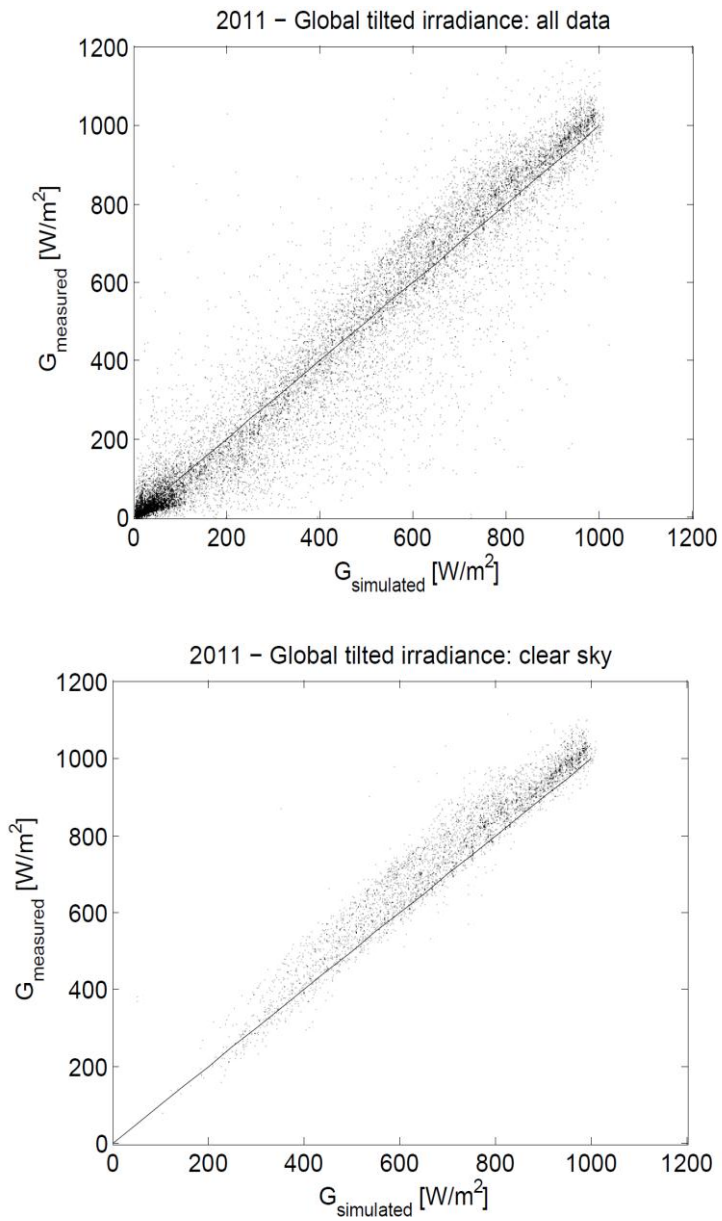 2011 − Global tilted irradiance: all data
1200
1000
800
600
400
200
0
G_measured [W/m²]
0 200 400 600 800 1000 1200
G_simulated [W/m²]
2011 − Global tilted irradiance: clear sky
1200
1000
800
600
400
200
0
G_measured [W/m²]
0 200 400 600 800 1000 1200
G_simulated [W/m²]